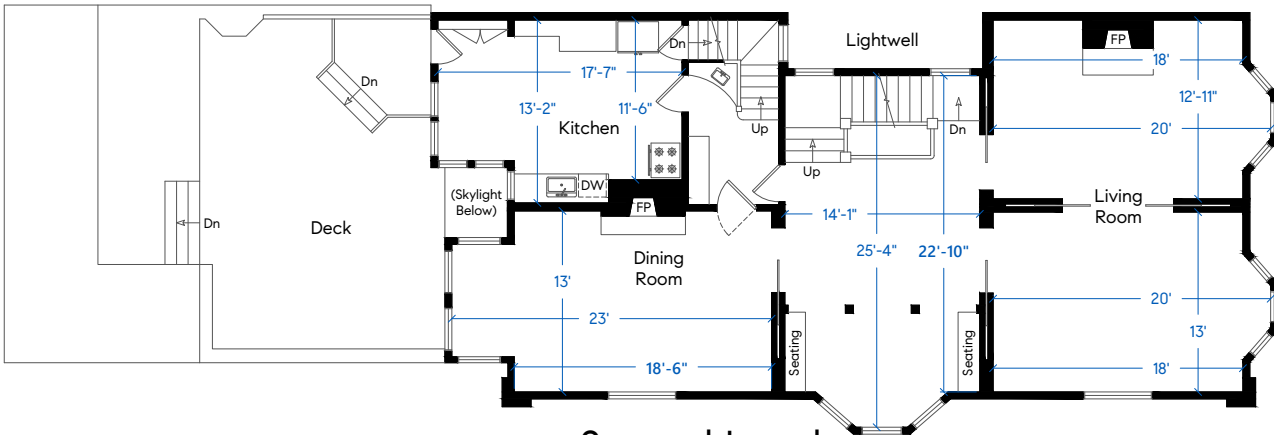 Dn
Deck
Dn
(Skylight
Below)
17'-7"
13'-2"
11'-6"
Kitchen
DW
FP
Dn
Up
Lightwell
Up
Dn
14'-1"
25'-4"
22'-10"
Dining
Room
13'
23'
18'-6"
Seating
Seating
FP
18'
12'-11"
20'
Living
Room
20'
13'
18'